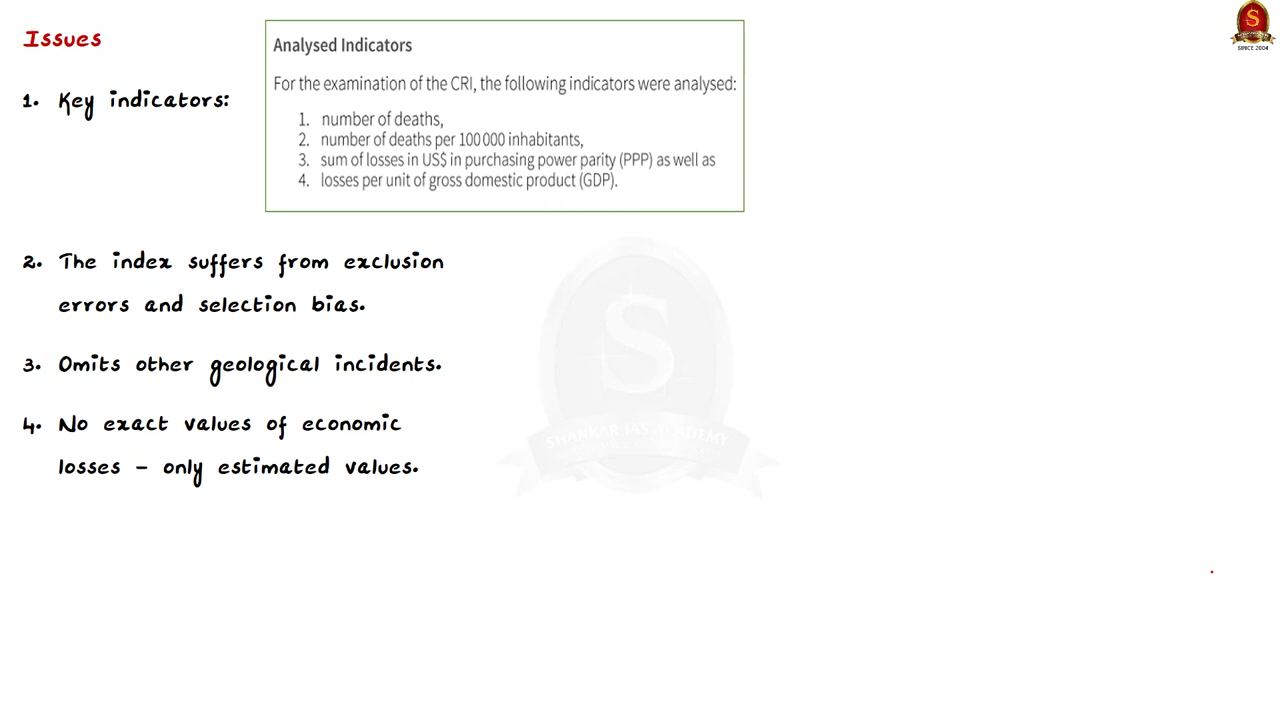 Issues
Analysed Indicators
For the examination of the CRI, the following indicators were analysed:
1. Key indicators:
1. number of deaths,
2. number of deaths per 100 000 inhabitants,
3. sum of losses in US$ in purchasing power parity (PPP) as well as
4. losses per unit of gross domestic product (GDP).
2. The index suffers from exclusion
errors and selection bias.
3. Omits other geological incidents.
4. No exact values of economic
losses – only estimated values.
S
SHANKAR IAS ACADEMY
S
SINCE 2004